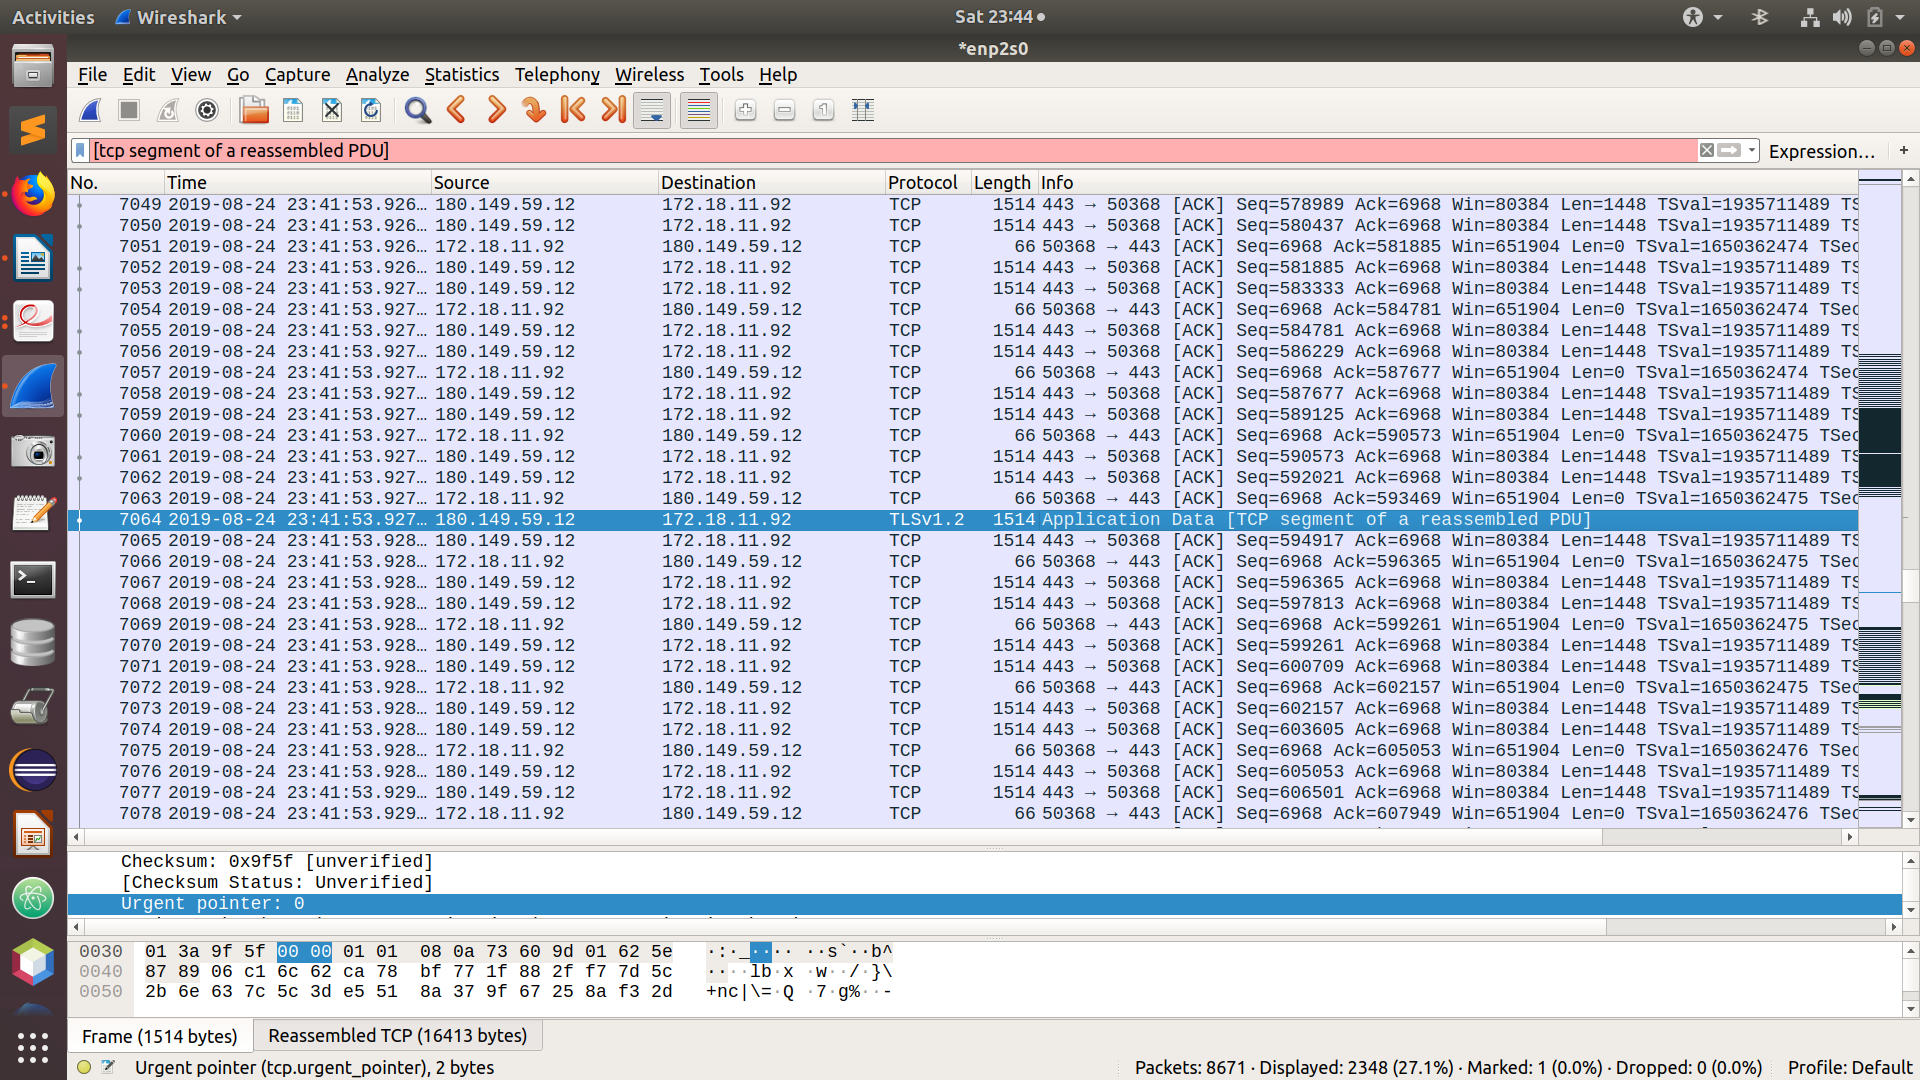 Activities Wireshark Sat 23:44
*enp2s0
File Edit View Go Capture Analyze Statistics Telephony Wireless Tools Help
[tcp segment of a reassembled PDU] Expression… +
No. Time Source Destination Protocol Length Info
7049 2019-08-24 23:41:53.926… 180.149.59.12 172.18.11.92 TCP 1514 443 → 50368 [ACK] Seq=578989 Ack=6968 Win=80384 Len=1448 TSval=1935711489 TS
7050 2019-08-24 23:41:53.926… 180.149.59.12 172.18.11.92 TCP 1514 443 → 50368 [ACK] Seq=580437 Ack=6968 Win=80384 Len=1448 TSval=1935711489 TS
7051 2019-08-24 23:41:53.926… 172.18.11.92 180.149.59.12 TCP 66 50368 → 443 [ACK] Seq=6968 Ack=581885 Win=651904 Len=0 TSval=1650362474 TSec
7052 2019-08-24 23:41:53.926… 180.149.59.12 172.18.11.92 TCP 1514 443 → 50368 [ACK] Seq=581885 Ack=6968 Win=80384 Len=1448 TSval=1935711489 TS
7053 2019-08-24 23:41:53.927… 180.149.59.12 172.18.11.92 TCP 1514 443 → 50368 [ACK] Seq=583333 Ack=6968 Win=80384 Len=1448 TSval=1935711489 TS
7054 2019-08-24 23:41:53.927… 172.18.11.92 180.149.59.12 TCP 66 50368 → 443 [ACK] Seq=6968 Ack=584781 Win=651904 Len=0 TSval=1650362474 TSec
7055 2019-08-24 23:41:53.927… 180.149.59.12 172.18.11.92 TCP 1514 443 → 50368 [ACK] Seq=584781 Ack=6968 Win=80384 Len=1448 TSval=1935711489 TS
7056 2019-08-24 23:41:53.927… 180.149.59.12 172.18.11.92 TCP 1514 443 → 50368 [ACK] Seq=586229 Ack=6968 Win=80384 Len=1448 TSval=1935711489 TS
7057 2019-08-24 23:41:53.927… 172.18.11.92 180.149.59.12 TCP 66 50368 → 443 [ACK] Seq=6968 Ack=587677 Win=651904 Len=0 TSval=1650362474 TSec
7058 2019-08-24 23:41:53.927… 180.149.59.12 172.18.11.92 TCP 1514 443 → 50368 [ACK] Seq=587677 Ack=6968 Win=80384 Len=1448 TSval=1935711489 TS
7059 2019-08-24 23:41:53.927… 180.149.59.12 172.18.11.92 TCP 1514 443 → 50368 [ACK] Seq=589125 Ack=6968 Win=80384 Len=1448 TSval=1935711489 TS
7060 2019-08-24 23:41:53.927… 172.18.11.92 180.149.59.12 TCP 66 50368 → 443 [ACK] Seq=6968 Ack=590573 Win=651904 Len=0 TSval=1650362475 TSec
7061 2019-08-24 23:41:53.927… 180.149.59.12 172.18.11.92 TCP 1514 443 → 50368 [ACK] Seq=590573 Ack=6968 Win=80384 Len=1448 TSval=1935711489 TS
7062 2019-08-24 23:41:53.927… 180.149.59.12 172.18.11.92 TCP 1514 443 → 50368 [ACK] Seq=592021 Ack=6968 Win=80384 Len=1448 TSval=1935711489 TS
7063 2019-08-24 23:41:53.927… 172.18.11.92 180.149.59.12 TCP 66 50368 → 443 [ACK] Seq=6968 Ack=593469 Win=651904 Len=0 TSval=1650362475 TSec
7064 2019-08-24 23:41:53.927… 180.149.59.12 172.18.11.92 TLSv1.2 1514 Application Data [TCP segment of a reassembled PDU]
7065 2019-08-24 23:41:53.928… 180.149.59.12 172.18.11.92 TCP 1514 443 → 50368 [ACK] Seq=594917 Ack=6968 Win=80384 Len=1448 TSval=1935711489 TS
7066 2019-08-24 23:41:53.928… 172.18.11.92 180.149.59.12 TCP 66 50368 → 443 [ACK] Seq=6968 Ack=596365 Win=651904 Len=0 TSval=1650362475 TSec
7067 2019-08-24 23:41:53.928… 180.149.59.12 172.18.11.92 TCP 1514 443 → 50368 [ACK] Seq=596365 Ack=6968 Win=80384 Len=1448 TSval=1935711489 TS
7068 2019-08-24 23:41:53.928… 180.149.59.12 172.18.11.92 TCP 1514 443 → 50368 [ACK] Seq=597813 Ack=6968 Win=80384 Len=1448 TSval=1935711489 TS
7069 2019-08-24 23:41:53.928… 172.18.11.92 180.149.59.12 TCP 66 50368 → 443 [ACK] Seq=6968 Ack=599261 Win=651904 Len=0 TSval=1650362475 TSec
7070 2019-08-24 23:41:53.928… 180.149.59.12 172.18.11.92 TCP 1514 443 → 50368 [ACK] Seq=599261 Ack=6968 Win=80384 Len=1448 TSval=1935711489 TS
7071 2019-08-24 23:41:53.928… 180.149.59.12 172.18.11.92 TCP 1514 443 → 50368 [ACK] Seq=600709 Ack=6968 Win=80384 Len=1448 TSval=1935711489 TS
7072 2019-08-24 23:41:53.928… 172.18.11.92 180.149.59.12 TCP 66 50368 → 443 [ACK] Seq=6968 Ack=602157 Win=651904 Len=0 TSval=1650362475 TSec
7073 2019-08-24 23:41:53.928… 180.149.59.12 172.18.11.92 TCP 1514 443 → 50368 [ACK] Seq=602157 Ack=6968 Win=80384 Len=1448 TSval=1935711489 TS
7074 2019-08-24 23:41:53.928… 180.149.59.12 172.18.11.92 TCP 1514 443 → 50368 [ACK] Seq=603605 Ack=6968 Win=80384 Len=1448 TSval=1935711489 TS
7075 2019-08-24 23:41:53.928… 172.18.11.92 180.149.59.12 TCP 66 50368 → 443 [ACK] Seq=6968 Ack=605053 Win=651904 Len=0 TSval=1650362476 TSec
7076 2019-08-24 23:41:53.928… 180.149.59.12 172.18.11.92 TCP 1514 443 → 50368 [ACK] Seq=605053 Ack=6968 Win=80384 Len=1448 TSval=1935711489 TS
7077 2019-08-24 23:41:53.929… 180.149.59.12 172.18.11.92 TCP 1514 443 → 50368 [ACK] Seq=606501 Ack=6968 Win=80384 Len=1448 TSval=1935711489 TS
7078 2019-08-24 23:41:53.929… 172.18.11.92 180.149.59.12 TCP 66 50368 → 443 [ACK] Seq=6968 Ack=607949 Win=651904 Len=0 TSval=1650362476 TSec
Checksum: 0x9f5f [unverified]
[Checksum Status: Unverified]
Urgent pointer: 0
0030 01 3a 9f 5f 00 00 01 01 08 0a 73 60 9d 01 62 5e ·:·_···· ··s`··b^
0040 87 89 06 c1 6c 62 ca 78 bf 77 1f 88 2f f7 7d 5c ····lb·x ·w··/·}\
0050 2b 6e 63 7c 5c 3d e5 51 8a 37 9f 67 25 8a f3 2d +nc|\=·Q ·7·g%··-
Frame (1514 bytes) Reassembled TCP (16413 bytes)
Urgent pointer (tcp.urgent_pointer), 2 bytes Packets: 8671 · Displayed: 2348 (27.1%) · Marked: 1 (0.0%) · Dropped: 0 (0.0%) Profile: Default